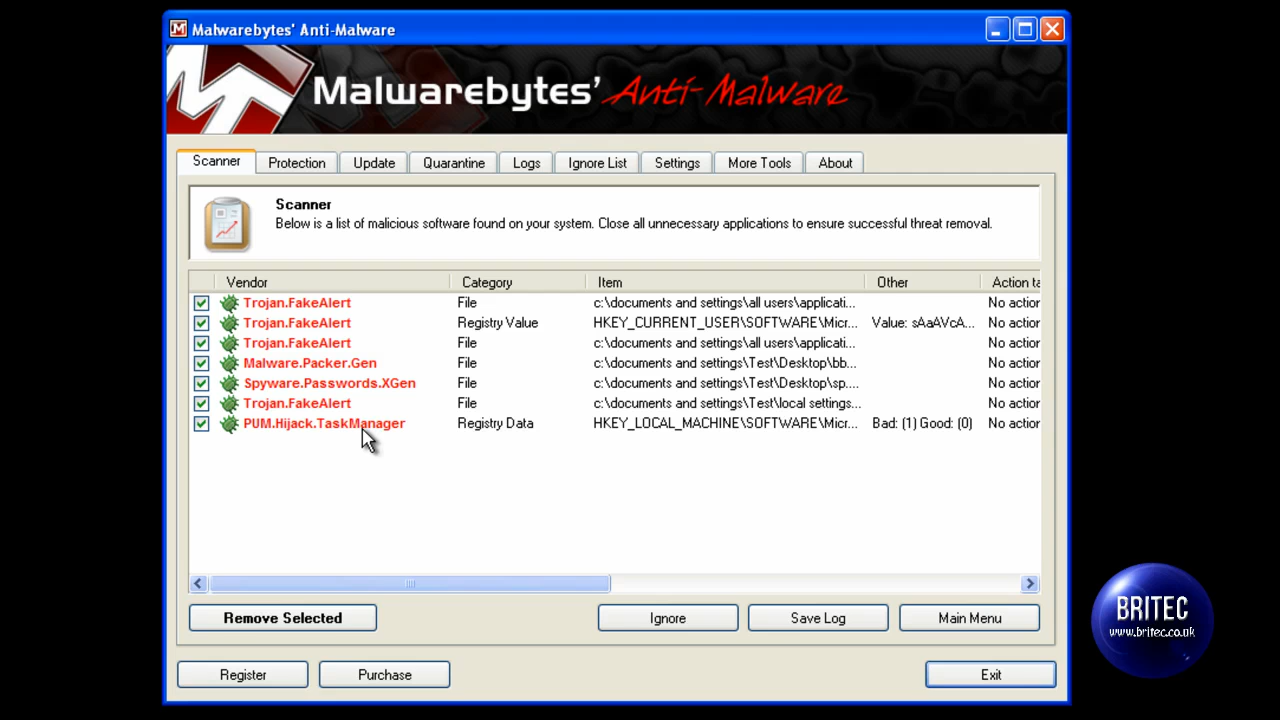 Malwarebytes' Anti-Malware
Malwarebytes' Anti-Malware
Scanner Protection Update Quarantine Logs Ignore List Settings More Tools About
Scanner
Below is a list of malicious software found on your system. Close all unnecessary applications to ensure successful threat removal.
Vendor Category Item Other Action ta
Trojan.FakeAlert File c:\documents and settings\all users\applicati... No action
Trojan.FakeAlert Registry Value HKEY_CURRENT_USER\SOFTWARE\Micr... Value: sAaAVcA... No action
Trojan.FakeAlert File c:\documents and settings\all users\applicati... No action
Malware.Packer.Gen File c:\documents and settings\Test\Desktop\bb... No action
Spyware.Passwords.XGen File c:\documents and settings\Test\Desktop\sp.... No action
Trojan.FakeAlert File c:\documents and settings\Test\local settings... No action
PUM.Hijack.TaskManager Registry Data HKEY_LOCAL_MACHINE\SOFTWARE\Micr... Bad: (1) Good: (0) No action
Remove Selected Ignore Save Log Main Menu
Register Purchase Exit
BRITEC
www.britec.co.uk